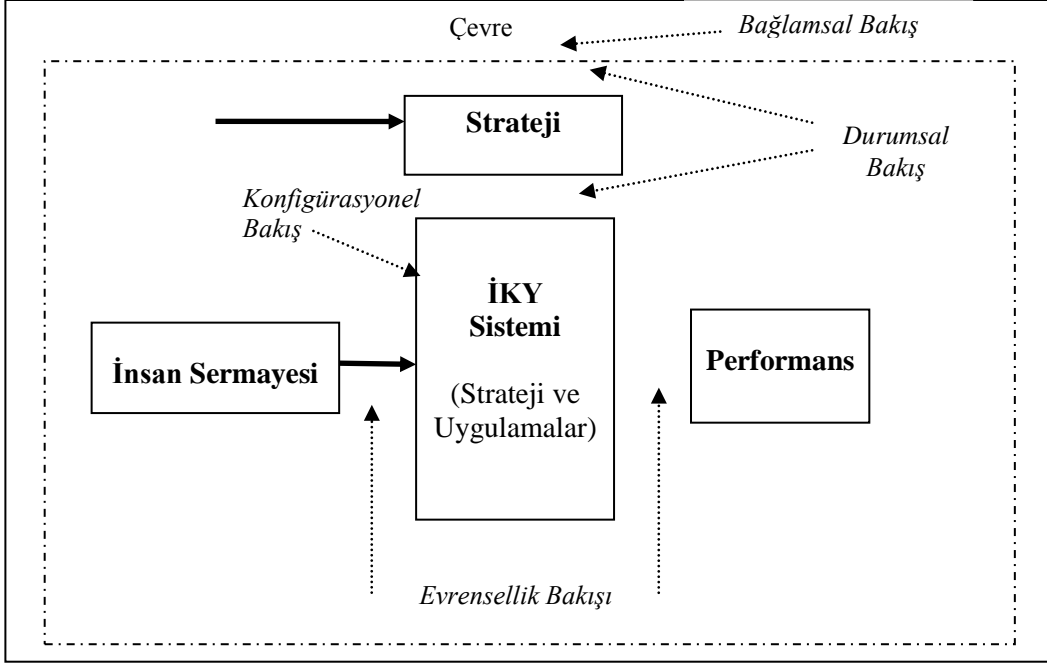 Çevre
Bağlamsal Bakış
Strateji
Durumsal
Bakış
Konfigürasyonel
Bakış
İKY
Sistemi
(Strateji ve
Uygulamalar)
İnsan Sermayesi
Performans
Evrensellik Bakışı